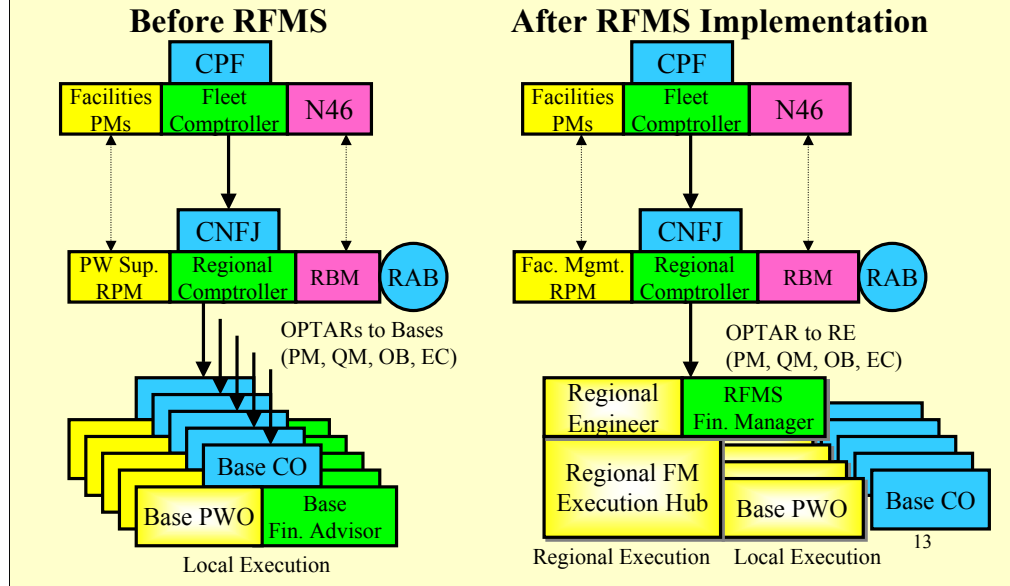 Before RFMS
CPF
Facilities
PMs
Fleet
Comptroller
N46
CNFJ
PW Sup.
RPM
Regional
Comptroller
RBM
RAB
OPTARs to Bases
(PM, QM, OB, EC)
Base CO
Base PWO
Base
Fin. Advisor
Local Execution
After RFMS Implementation
CPF
Facilities
PMs
Fleet
Comptroller
N46
CNFJ
Fac. Mgmt.
RPM
Regional
Comptroller
RBM
RAB
OPTAR to RE
(PM, QM, OB, EC)
Regional
Engineer
RFMS
Fin. Manager
Regional FM
Execution Hub
Base PWO
Base CO
Regional Execution
Local Execution
13